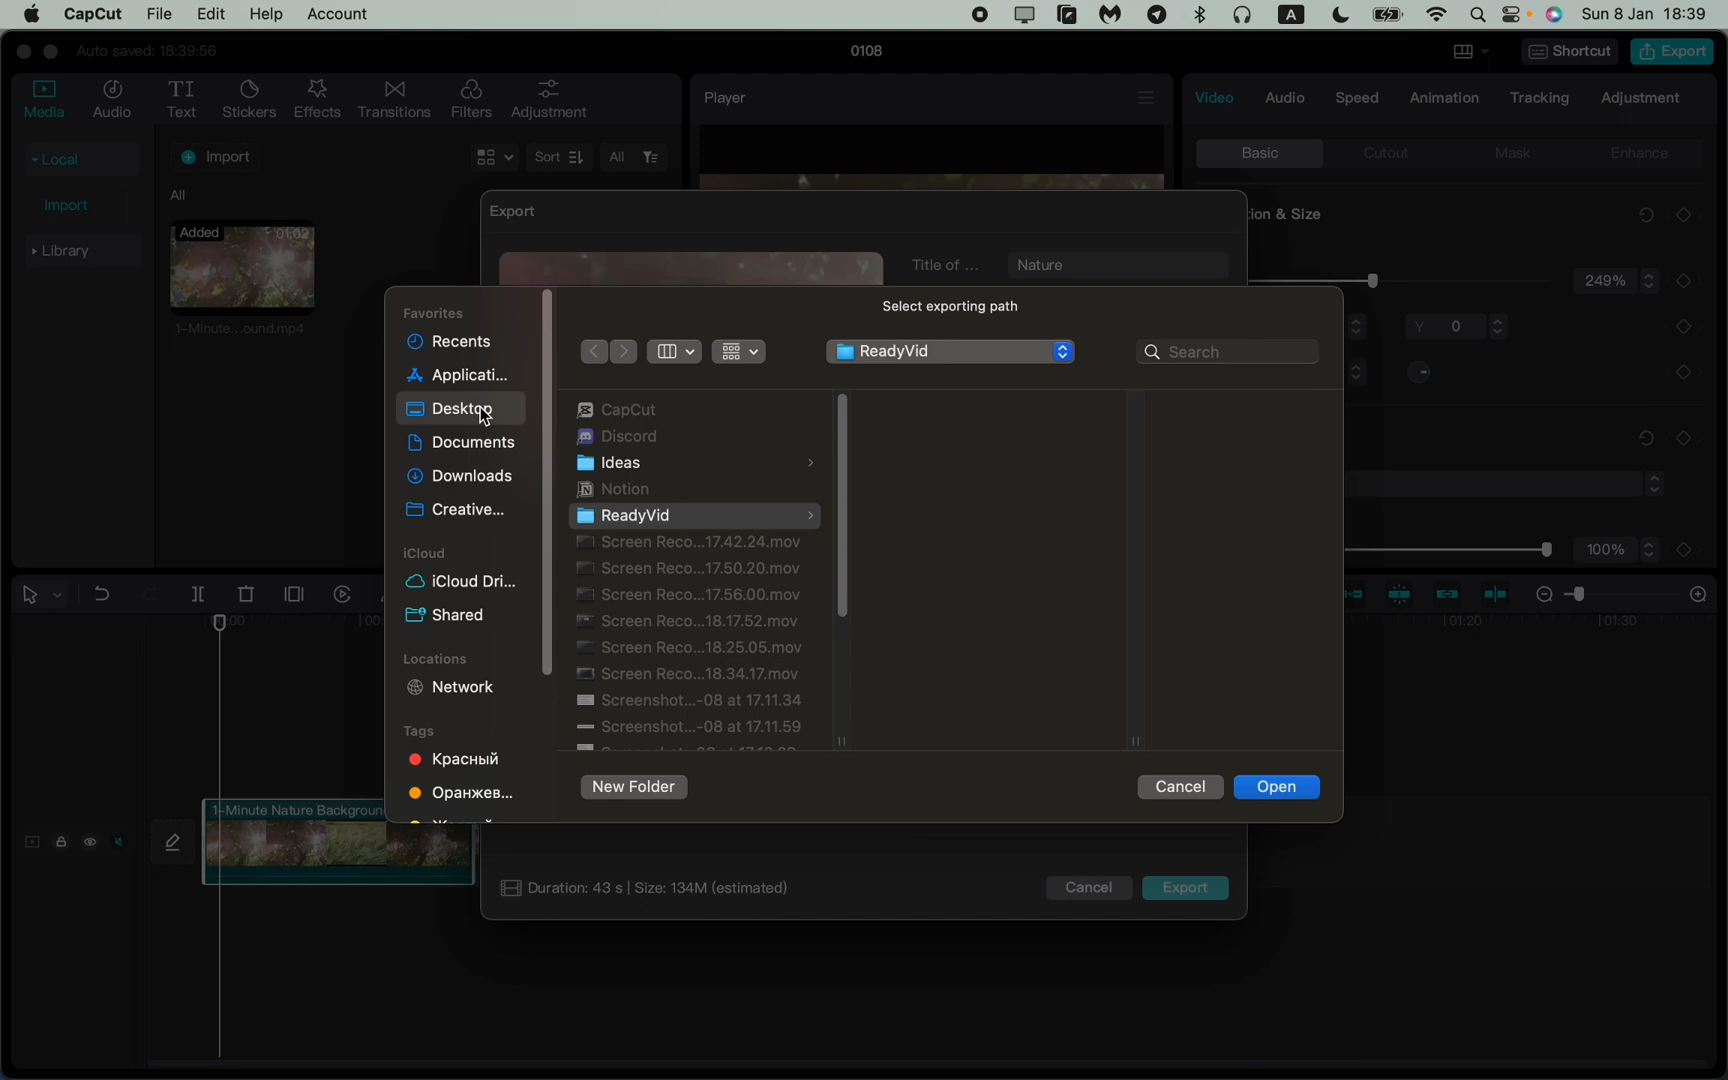 CapCut File Edit Help Account A Sun 8 Jan 18:39
Auto saved: 18:39:56 0108 Shortcut Export
Media Audio Text Stickers Effects Transitions Filters Adjustment
Player
Video Audio Speed Animation Tracking Adjustment
Local
Import
Library
Import Sort All
All
Added 01:02
1-Minute...ound.mp4
Basic Cutout Mask Enhance
ion & Size
249%
Y 0
100%
Export
Title of ... Nature
Select exporting path
Favorites
Recents
Applicati...
Desktop
Documents
Downloads
Creative...
iCloud
iCloud Dri...
Shared
Locations
Network
Tags
Красный
Оранжев...
ReadyVid
Search
CapCut
Discord
Ideas
Notion
ReadyVid
Screen Reco...17.42.24.mov
Screen Reco...17.50.20.mov
Screen Reco...17.56.00.mov
Screen Reco...18.17.52.mov
Screen Reco...18.25.05.mov
Screen Reco...18.34.17.mov
Screenshot...-08 at 17.11.34
Screenshot...-08 at 17.11.59
New Folder Cancel Open
00:00 00: 01:20 01:30
1-Minute Nature Backgroun
Duration: 43 s | Size: 134M (estimated)
Cancel Export